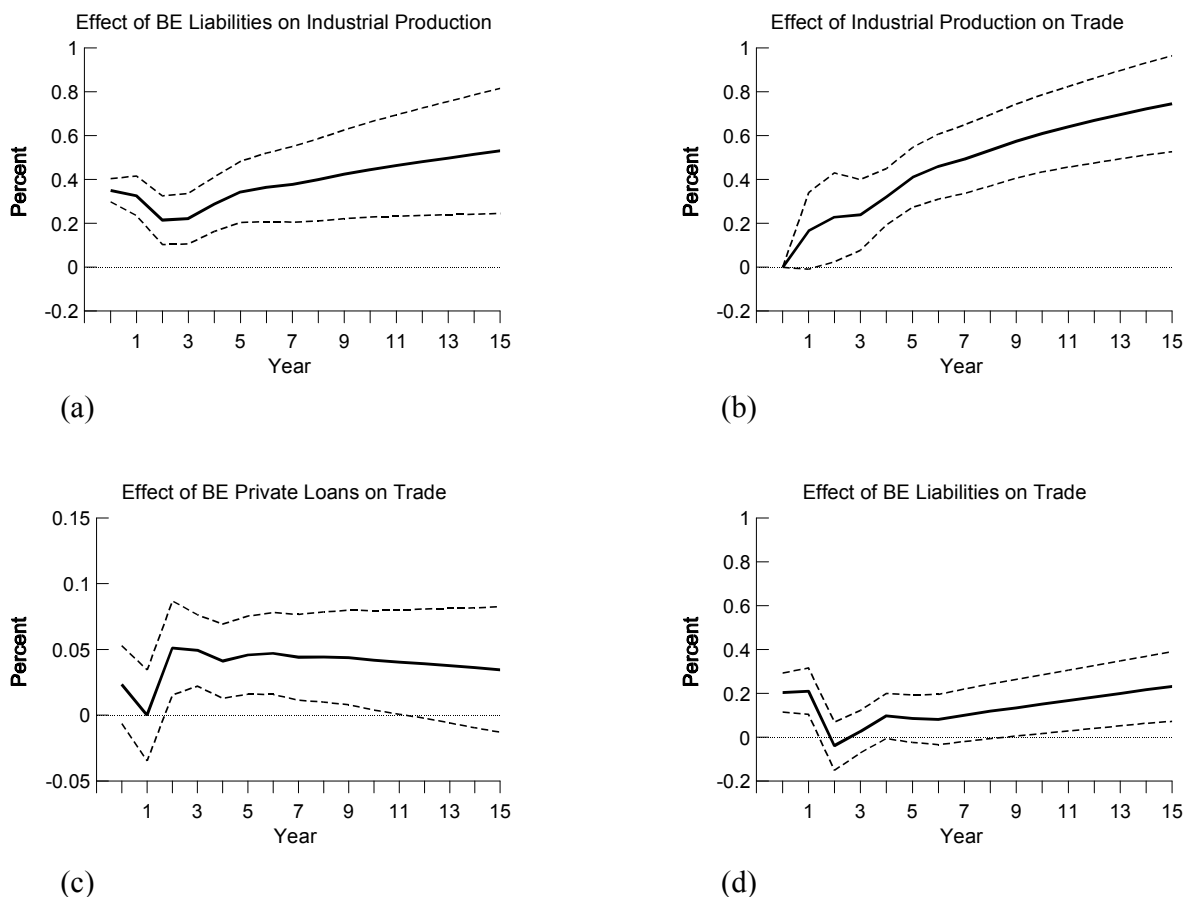 Effect of BE Liabilities on Industrial Production
1
0.8
0.6
0.4
0.2
0
-0.2
Percent
1 3 5 7 9 11 13 15
Year
(a)
Effect of Industrial Production on Trade
1
0.8
0.6
0.4
0.2
0
-0.2
Percent
1 3 5 7 9 11 13 15
Year
(b)
Effect of BE Private Loans on Trade
0.15
0.1
0.05
0
-0.05
Percent
1 3 5 7 9 11 13 15
Year
(c)
Effect of BE Liabilities on Trade
1
0.8
0.6
0.4
0.2
0
-0.2
Percent
1 3 5 7 9 11 13 15
Year
(d)